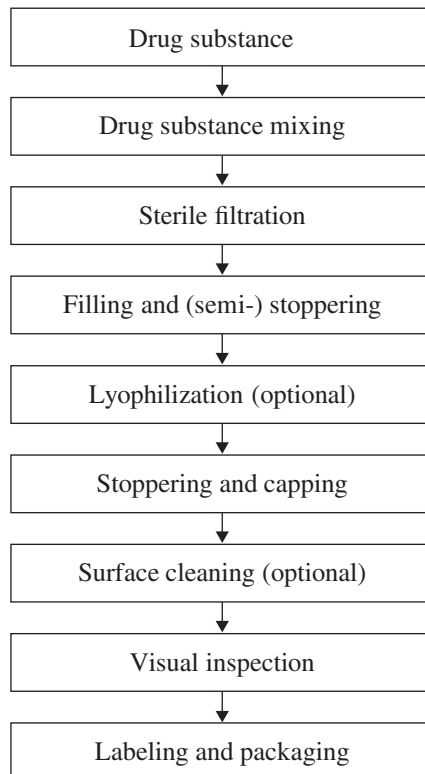 Drug substance
Drug substance mixing
Sterile filtration
Filling and (semi-) stoppering
Lyophilization (optional)
Stoppering and capping
Surface cleaning (optional)
Visual inspection
Labeling and packaging